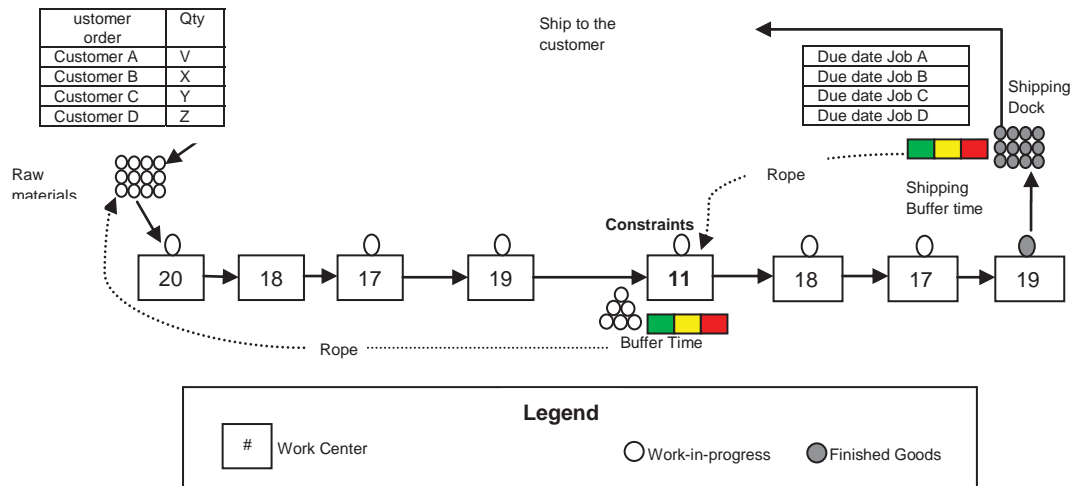 ustomer order Qty
Customer A V
Customer B X
Customer C Y
Customer D Z
Ship to the
customer
Due date Job A
Due date Job B
Due date Job C
Due date Job D
Shipping
Dock
Raw
materials
Rope
Shipping
Buffer time
Constraints
20 18 17 19 11 18 17 19
Buffer Time
Rope
Legend
# Work Center
Work-in-progress
Finished Goods